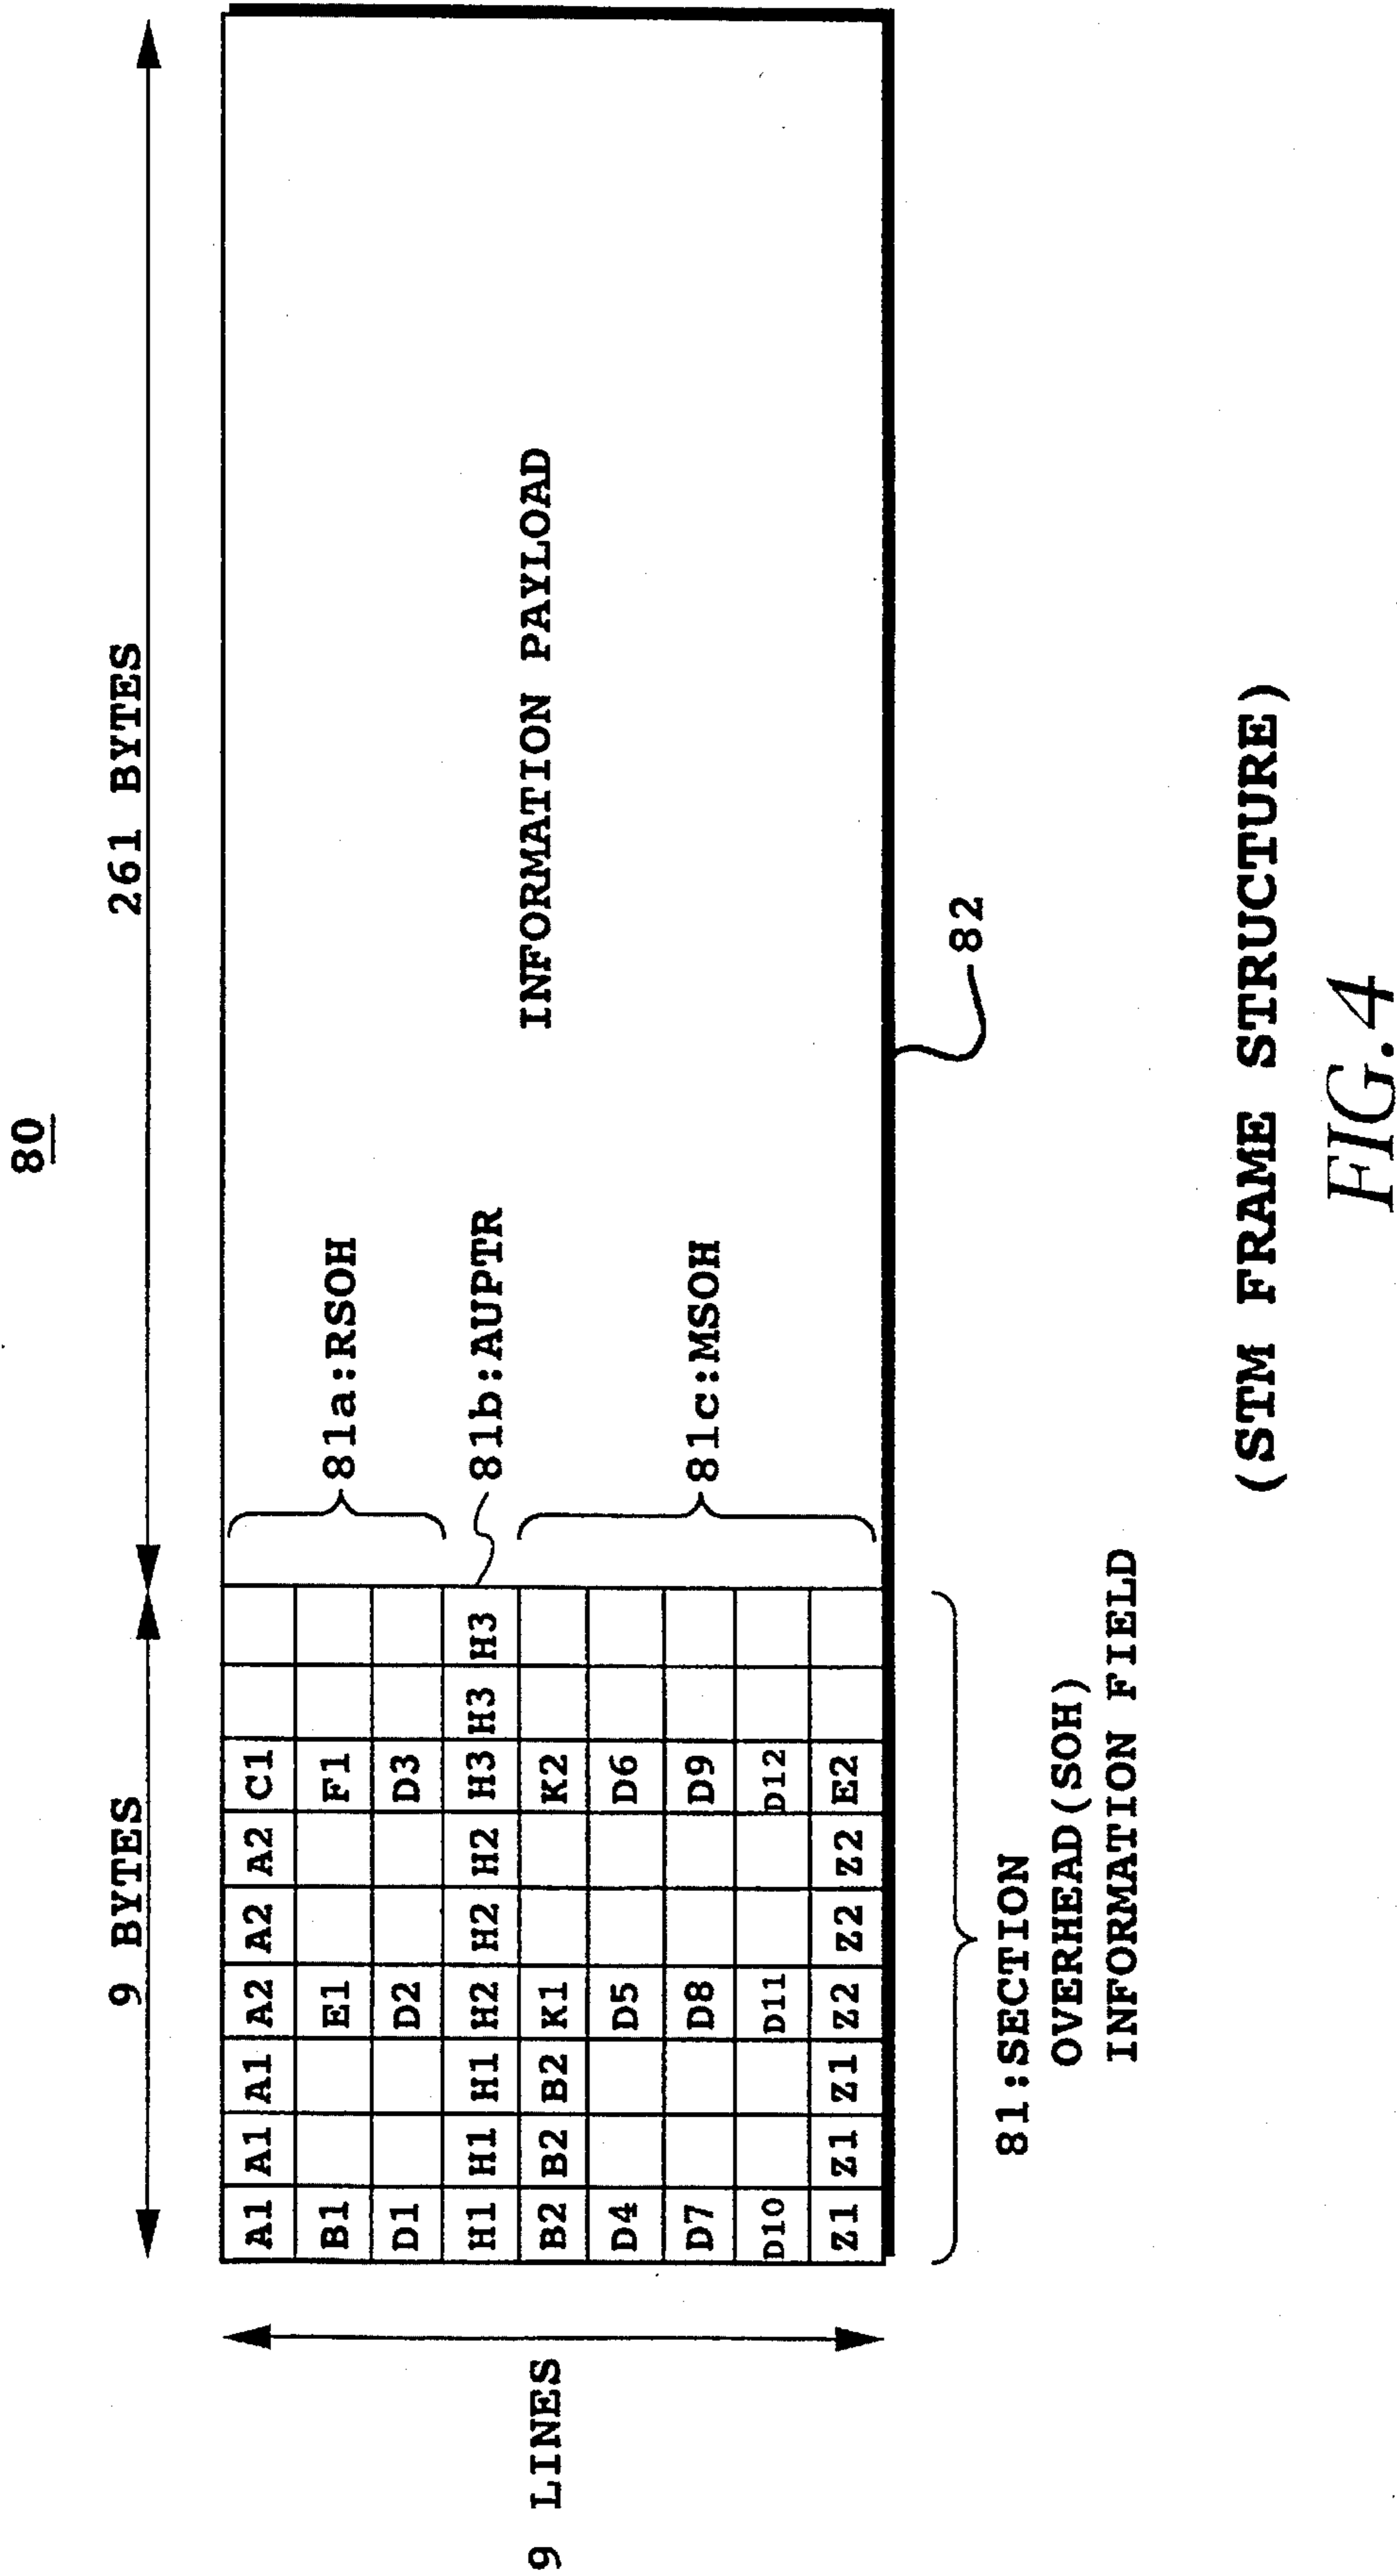 80
9 BYTES
261 BYTES
9 LINES
A1 A1 A1 A2 A2 A2 C1
B1 E1 F1
D1 D2 D3
H1 H1 H1 H2 H2 H2 H3 H3 H3
B2 B2 B2 K1 K2
D4 D5 D6
D7 D8 D9
D10 D11 D12
Z1 Z1 Z1 Z2 Z2 Z2 E2
81a:RSOH
81b:AUPTR
81c:MSOH
INFORMATION PAYLOAD
82
81:SECTION
OVERHEAD(SOH)
INFORMATION FIELD
(STM FRAME STRUCTURE)
FIG.4